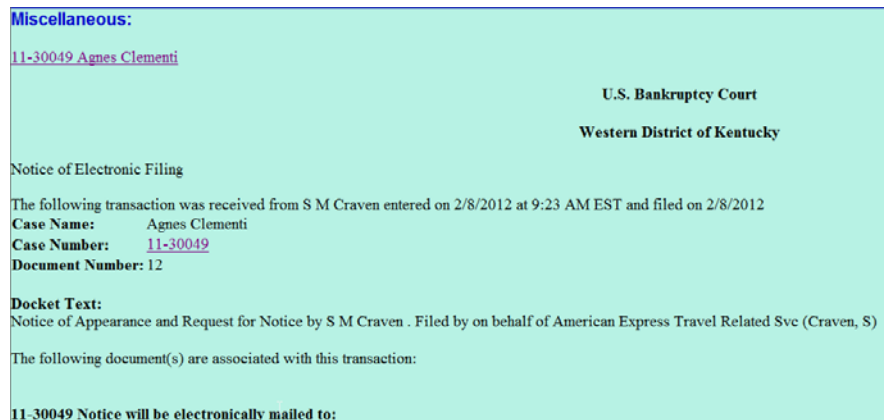 Miscellaneous:
11-30049 Agnes Clementi
U.S. Bankruptcy Court
Western District of Kentucky
Notice of Electronic Filing
The following transaction was received from S M Craven entered on 2/8/2012 at 9:23 AM EST and filed on 2/8/2012
Case Name: Agnes Clementi
Case Number: 11-30049
Document Number: 12
Docket Text:
Notice of Appearance and Request for Notice by S M Craven . Filed by on behalf of American Express Travel Related Svc (Craven, S)
The following document(s) are associated with this transaction:
11-30049 Notice will be electronically mailed to: